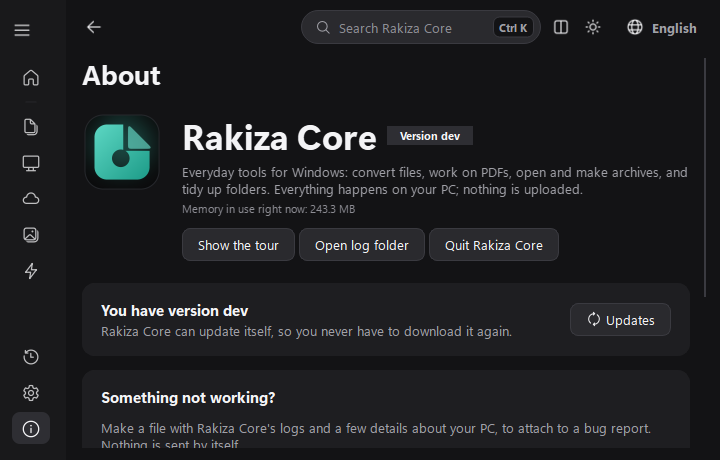 Search Rakiza Core
Ctrl K
English
About
Rakiza Core
Version dev
Everyday tools for Windows: convert files, work on PDFs, open and make archives, and
tidy up folders. Everything happens on your PC; nothing is uploaded.
Memory in use right now: 243.3 MB
Show the tour
Open log folder
Quit Rakiza Core
You have version dev
Rakiza Core can update itself, so you never have to download it again.
Updates
Something not working?
Make a file with Rakiza Core's logs and a few details about your PC, to attach to a bug report.
Nothing is sent by itself